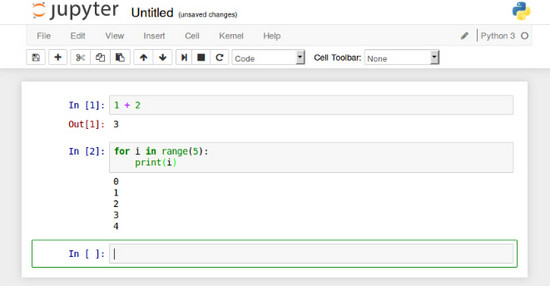 jupyter Untitled (unsaved changes)
File Edit View Insert Cell Kernel Help Python 3
Code Cell Toolbar: None
In [1]: 1 + 2
Out[1]: 3
In [2]: for i in range(5):
print(i)
0
1
2
3
4
In [ ]: